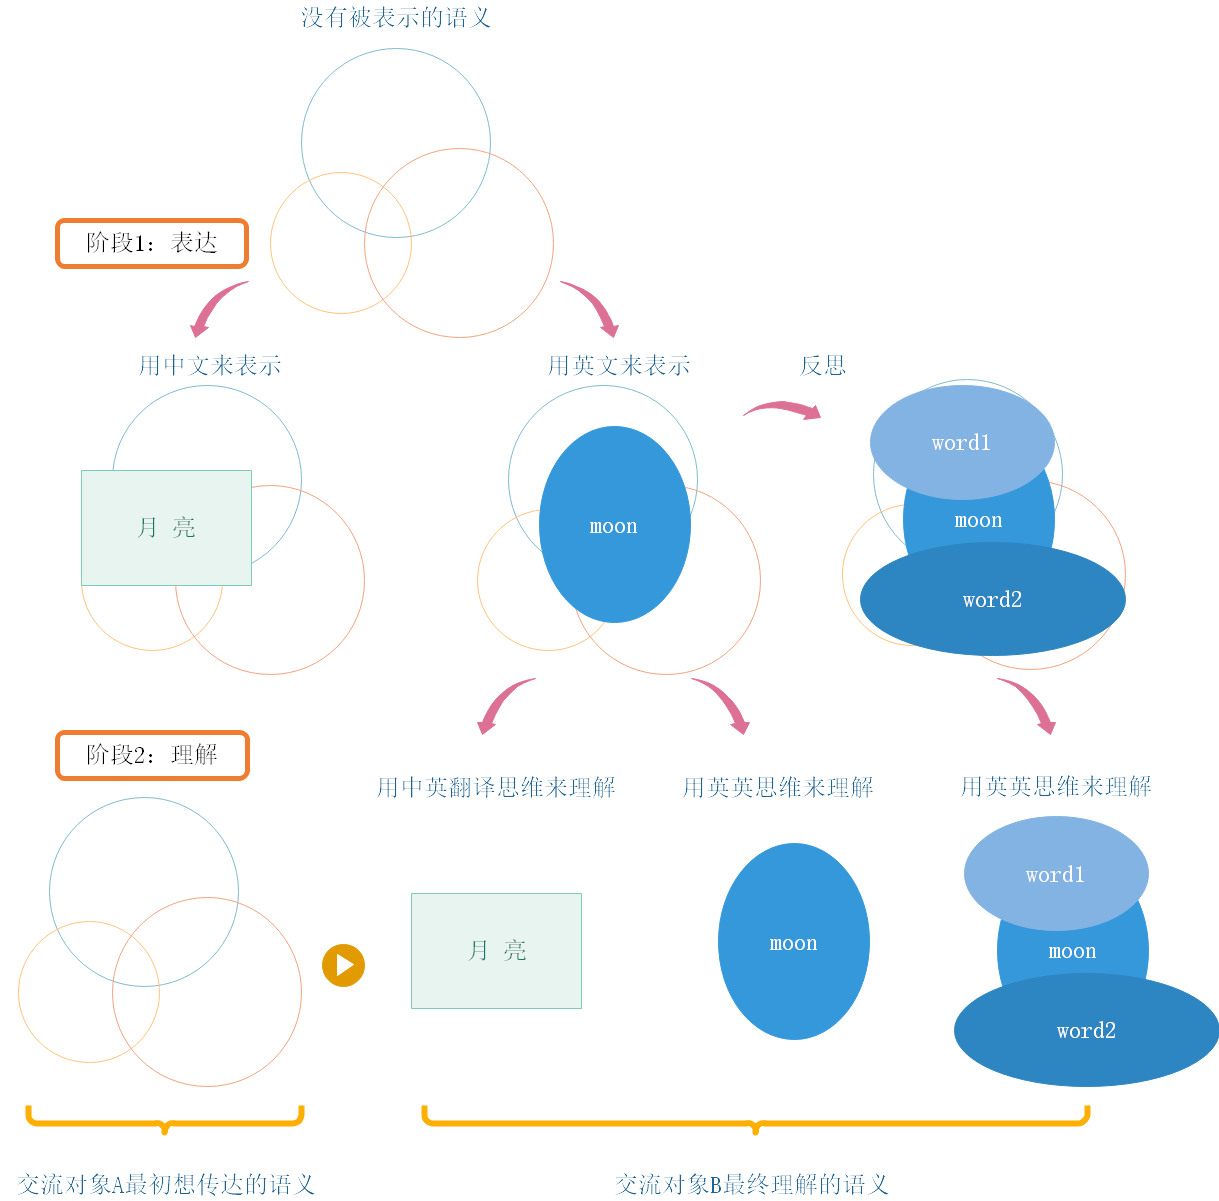 没有被表示的语义
阶段1：表达
用中文来表示
用英文来表示
反思
月 亮
moon
word1
moon
word2
阶段2：理解
用中英翻译思维来理解
用英英思维来理解
用英英思维来理解
月 亮
moon
word1
moon
word2
交流对象A最初想传达的语义
交流对象B最终理解的语义